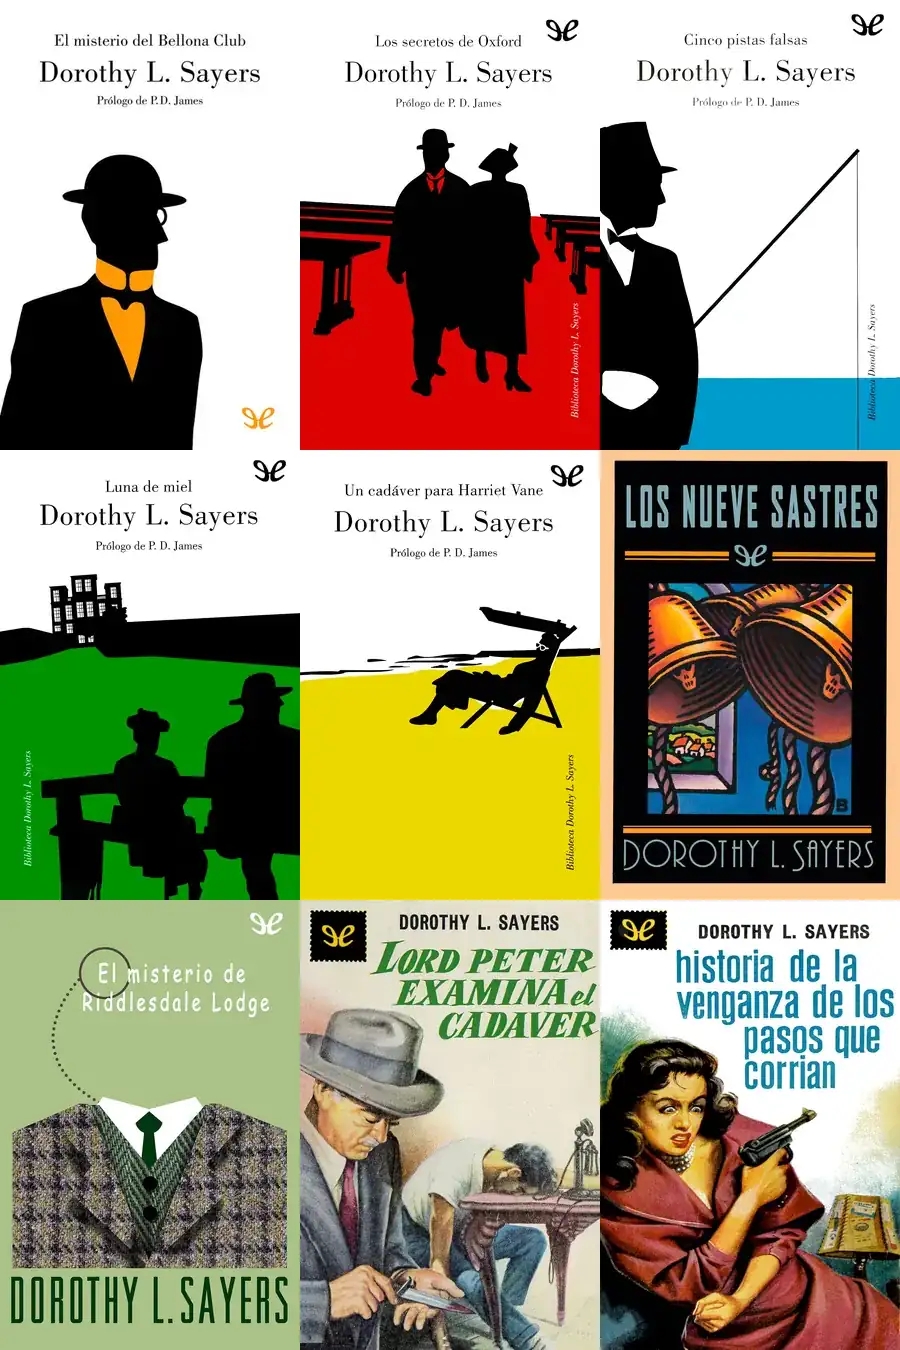 El misterio del Bellona Club
Dorothy L. Sayers
Prólogo de P. D. James
Los secretos de Oxford
Dorothy L. Sayers
Prólogo de P. D. James
Biblioteca Dorothy L. Sayers
Cinco pistas falsas
Dorothy L. Sayers
Prólogo de P. D. James
Biblioteca Dorothy L. Sayers
Luna de miel
Dorothy L. Sayers
Prólogo de P. D. James
Biblioteca Dorothy L. Sayers
Un cadáver para Harriet Vane
Dorothy L. Sayers
Prólogo de P. D. James
Biblioteca Dorothy L. Sayers
LOS NUEVE SASTRES
B
DOROTHY L. SAYERS
El misterio de
Riddlesdale Lodge
DOROTHY L. SAYERS
DOROTHY L. SAYERS
LORD PETER
EXAMINA el
CADAVER
DOROTHY L. SAYERS
historia de la
venganza de los
pasos que
corrian